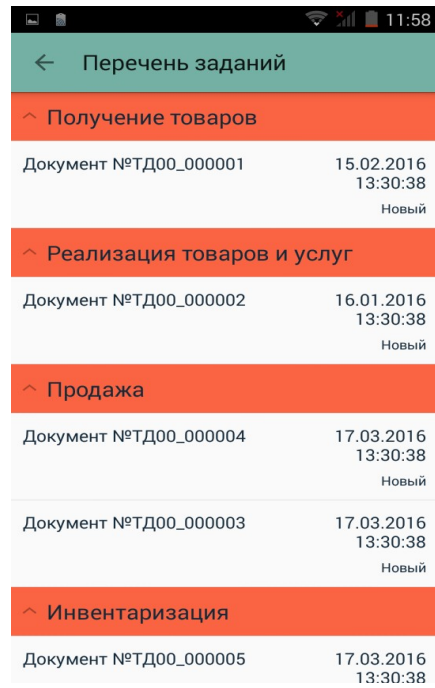 11:58
Перечень заданий
Получение товаров
Документ №ТД00_000001 15.02.2016
13:30:38
Новый
Реализация товаров и услуг
Документ №ТД00_000002 16.01.2016
13:30:38
Новый
Продажа
Документ №ТД00_000004 17.03.2016
13:30:38
Новый
Документ №ТД00_000003 17.03.2016
13:30:38
Новый
Инвентаризация
Документ №ТД00_000005 17.03.2016
13:30:38